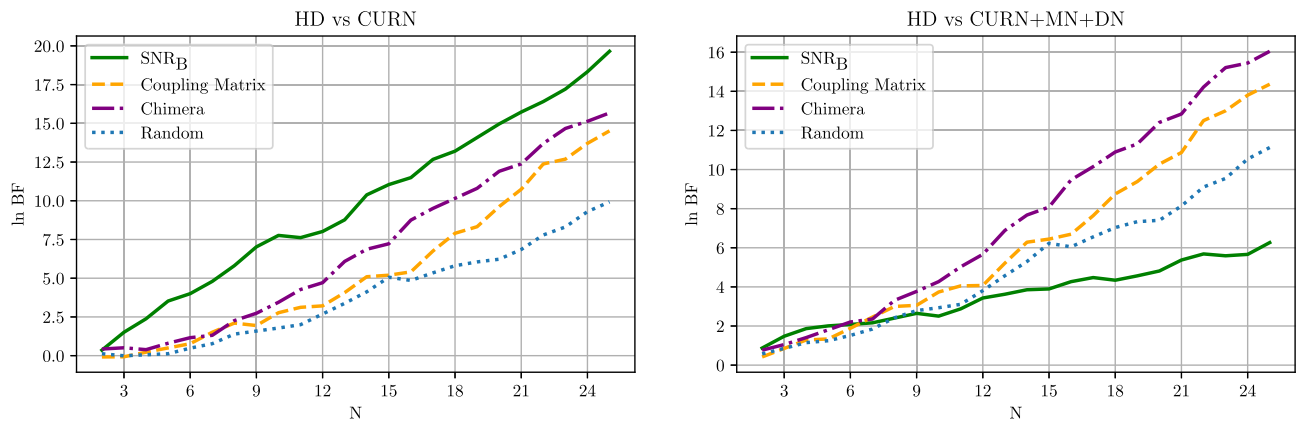 HD vs CURN
ln BF
20.0
17.5
15.0
12.5
10.0
7.5
5.0
2.5
0.0
SNR_B
Coupling Matrix
Chimera
Random
3 6 9 12 15 18 21 24
N
HD vs CURN+MN+DN
ln BF
16
14
12
10
8
6
4
2
0
SNR_B
Coupling Matrix
Chimera
Random
3 6 9 12 15 18 21 24
N